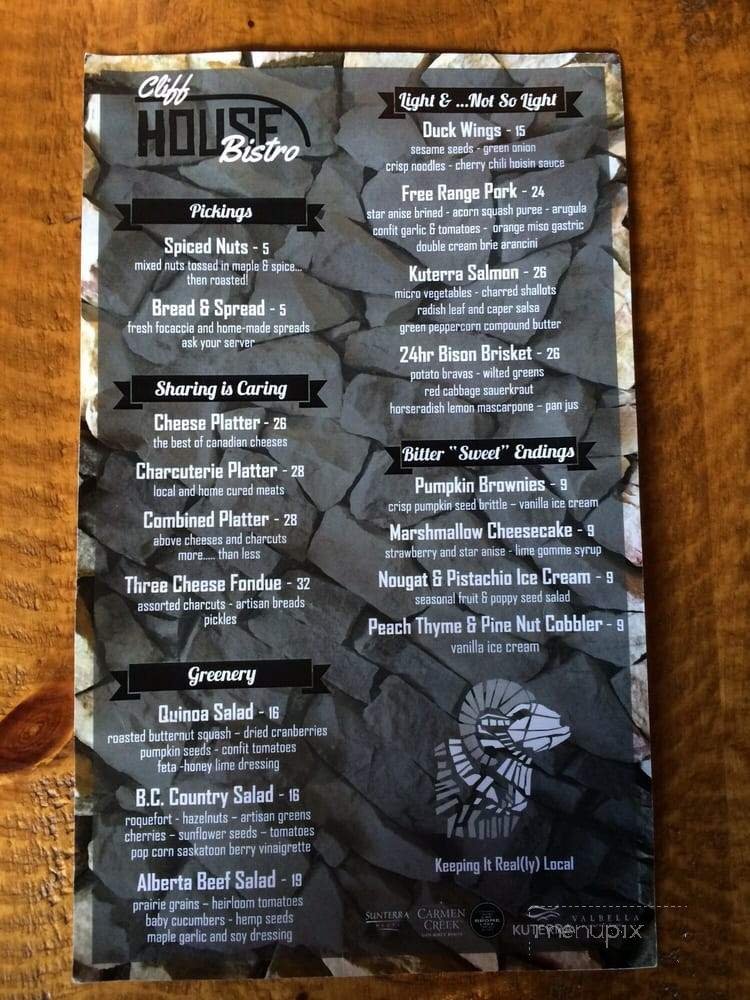 Cliff
HOUSE
Bistro
Pickings
Spiced Nuts - 5
mixed nuts tossed in maple & spice...
then roasted!
Bread & Spread - 5
fresh focaccia and home-made spreads
ask your server
Sharing is Caring
Cheese Platter - 26
the best of canadian cheeses
Charcuterie Platter - 28
local and home cured meats
Combined Platter - 28
above cheeses and charcuts
more..... than less
Three Cheese Fondue - 32
assorted charcuts - artisan breads
pickles
Greenery
Quinoa Salad - 16
roasted butternut squash – dried cranberries
pumpkin seeds - confit tomatoes
feta -honey lime dressing
B.C. Country Salad - 16
roquefort - hazelnuts – artisan greens
cherries – sunflower seeds – tomatoes
pop corn saskatoon berry vinaigrette
Alberta Beef Salad - 19
prairie grains – heirloom tomatoes
baby cucumbers - hemp seeds
maple garlic and soy dressing
Light & ...Not So Light
Duck Wings - 15
sesame seeds - green onion
crisp noodles - cherry chili hoisin sauce
Free Range Pork - 24
star anise brined - acorn squash puree - arugula
confit garlic & tomatoes - orange miso gastric
double cream brie arancini
Kuterra Salmon - 26
micro vegetables - charred shallots
radish leaf and caper salsa
green peppercorn compound butter
24hr Bison Brisket - 26
potato bravas - wilted greens
red cabbage sauerkraut
horseradish lemon mascarpone – pan jus
Bitter "Sweet" Endings
Pumpkin Brownies - 9
crisp pumpkin seed brittle – vanilla ice cream
Marshmallow Cheesecake - 9
strawberry and star anise - lime gomme syrup
Nougat & Pistachio Ice Cream - 9
seasonal fruit & poppy seed salad
Peach Thyme & Pine Nut Cobbler - 9
vanilla ice cream
Keeping It Real(ly) Local
SUNTERRA
CARMEN
CREEK
KUTERRA
VALBELLA
menupix